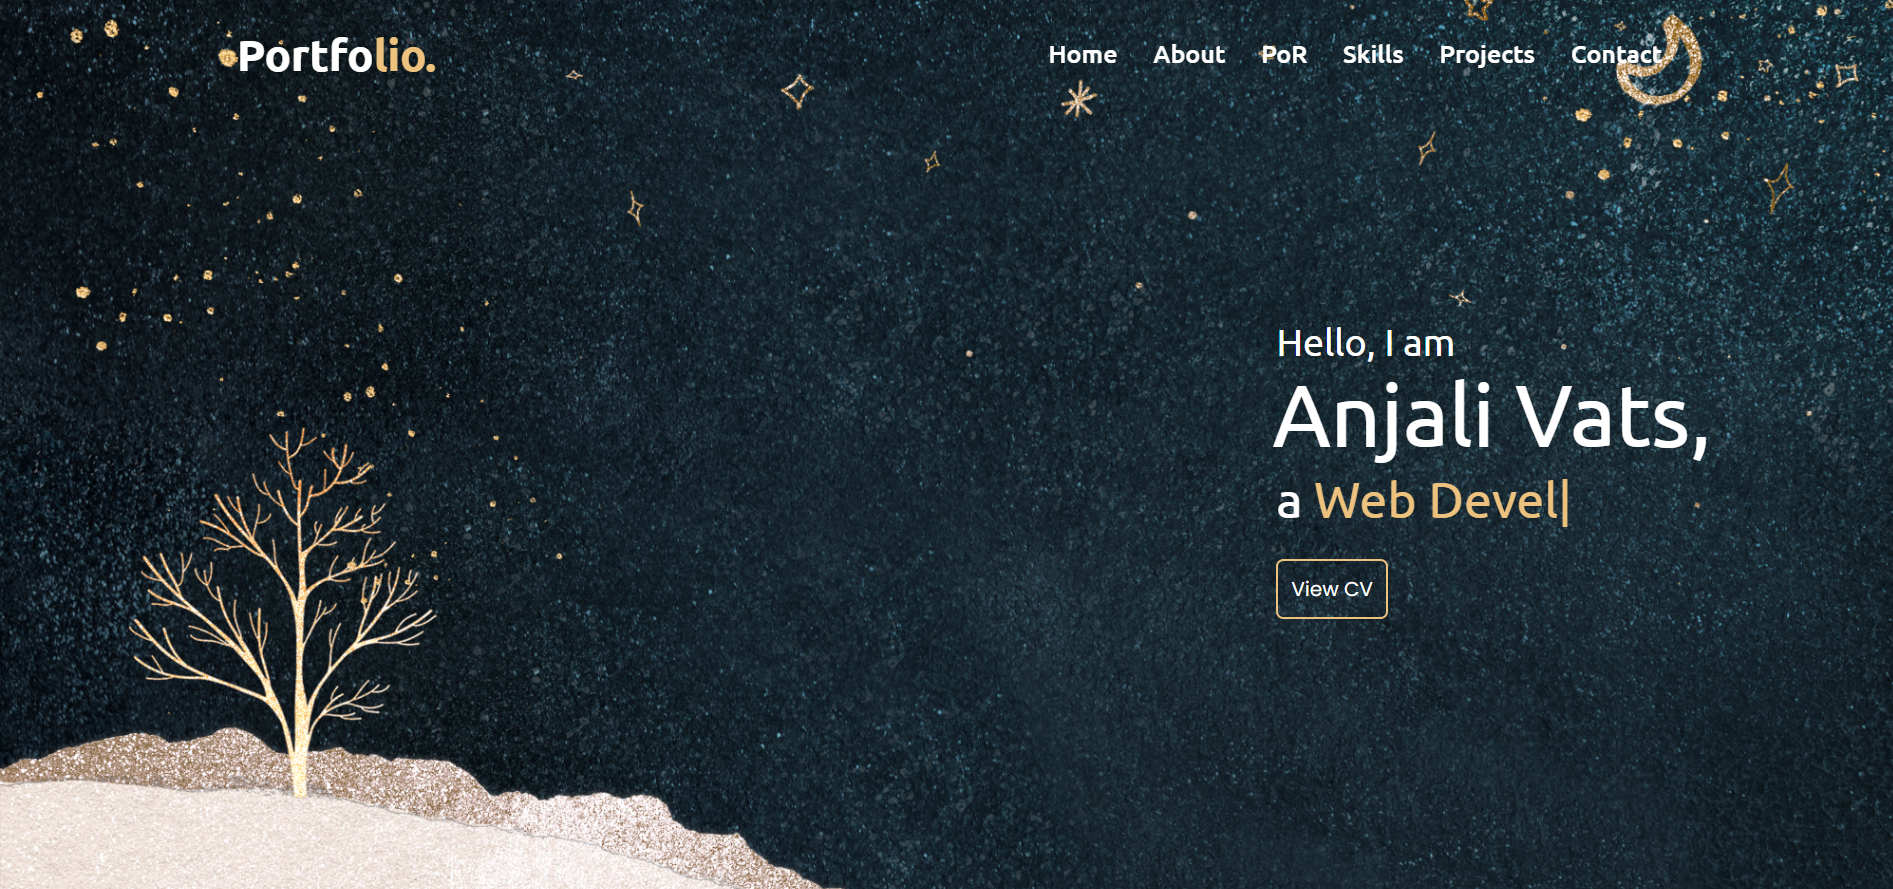 Portfolio.
Home About PoR Skills Projects Contact
Hello, I am
Anjali Vats,
a Web Devel|
View CV